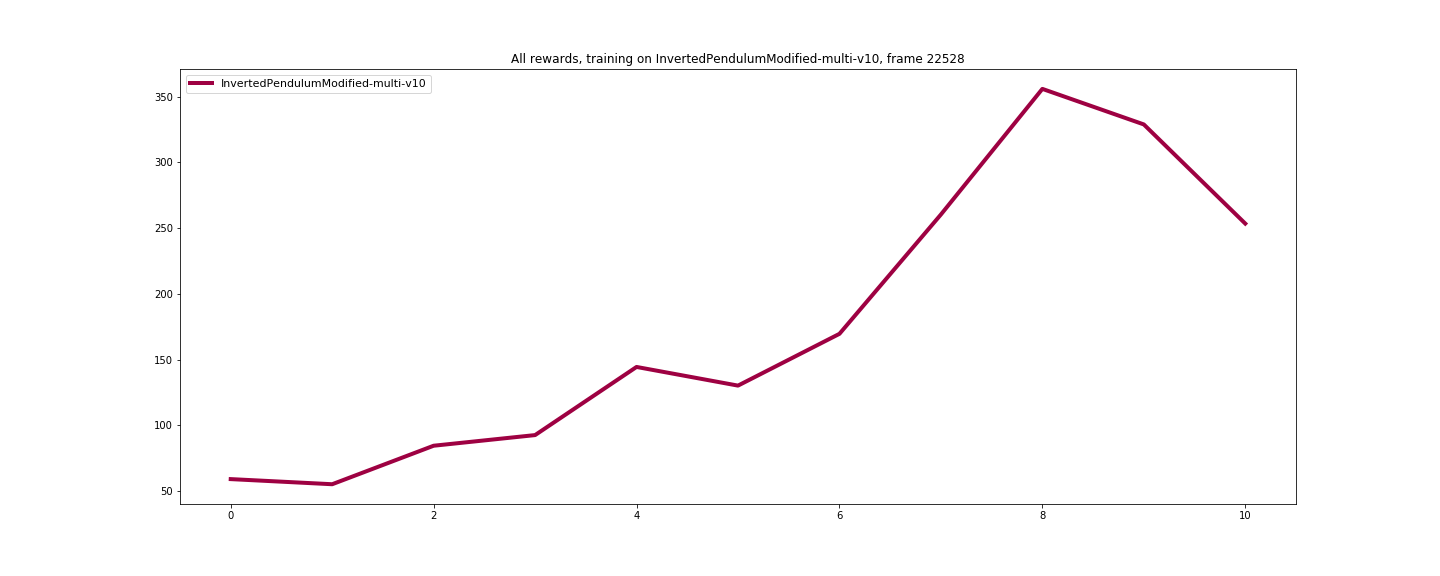 All rewards, training on InvertedPendulumModified-multi-v10, frame 22528
InvertedPendulumModified-multi-v10
350
300
250
200
150
100
50
0 2 4 6 8 10